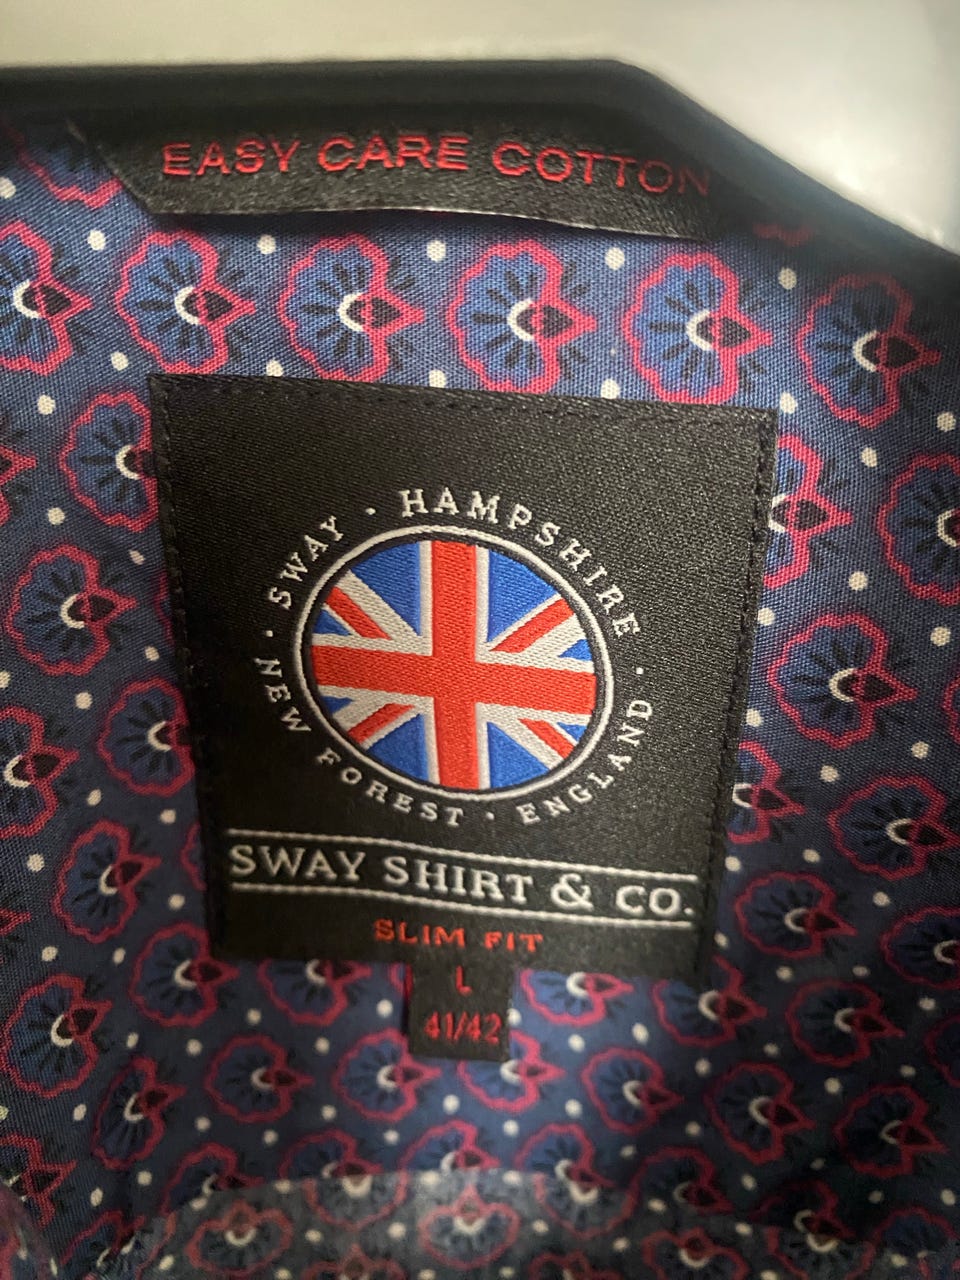 EASY CARE COTTON
SWAY · HAMPSHIRE · ENGLAND · NEW FOREST ·
SWAY SHIRT & CO.
SLIM FIT
L
41/42